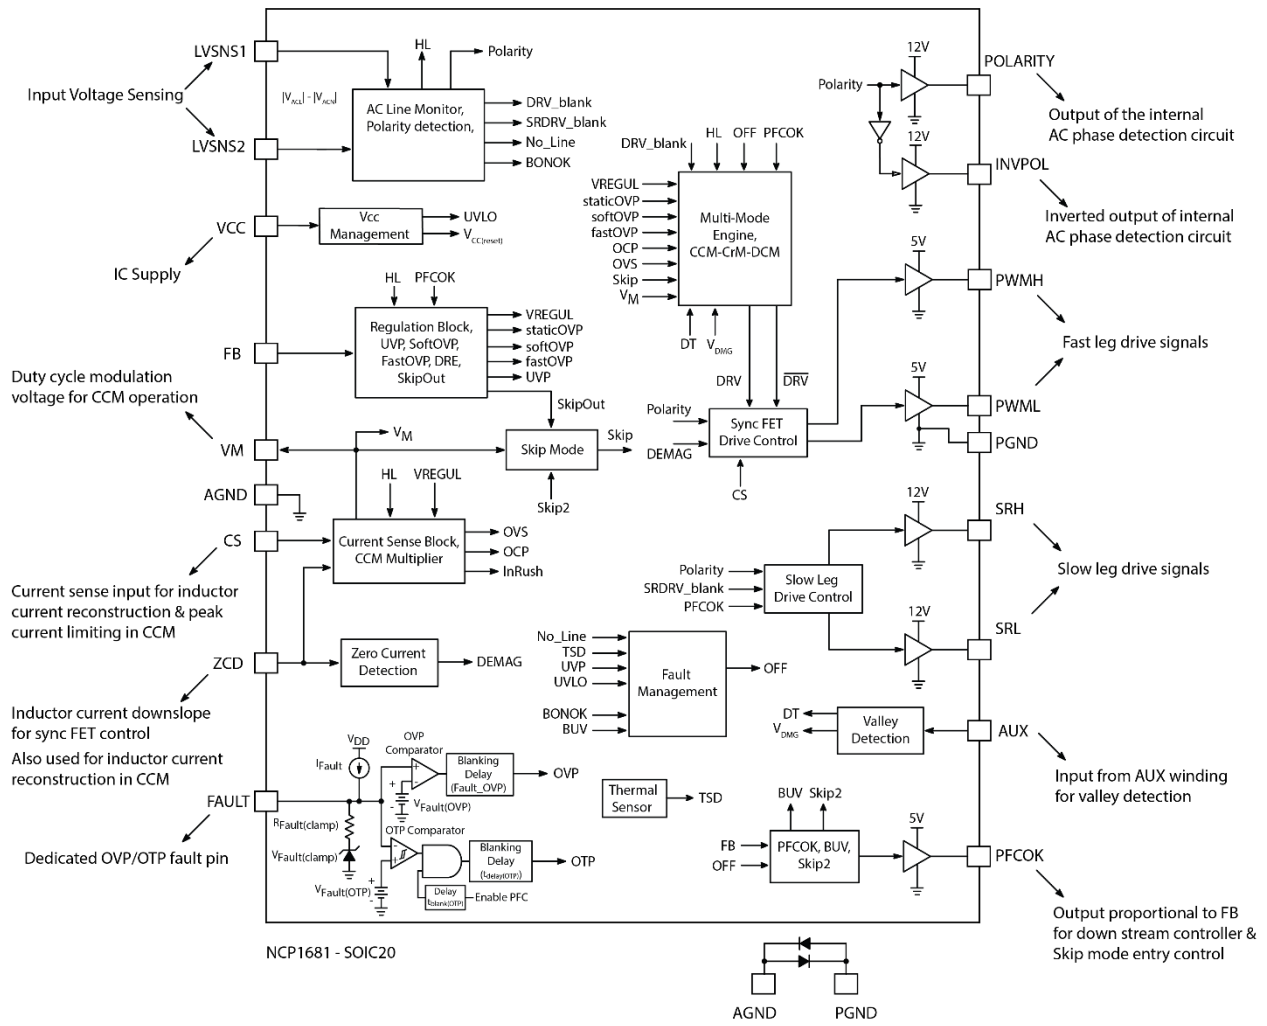 LVSNS1
Input Voltage Sensing
LVSNS2
|VACL| - |VACN|
HL
Polarity
AC Line Monitor,
Polarity detection,
DRV_blank
SRDRV_blank
No_Line
BONOK
VCC
IC Supply
Vcc
Management
UVLO
VCC(reset)
HL PFCOK
FB
Regulation Block,
UVP, SoftOVP,
FastOVP, DRE,
SkipOut
VREGUL
staticOVP
softOVP
fastOVP
UVP
SkipOut
Duty cycle modulation
voltage for CCM operation
VM
VM
Skip Mode
Skip
Skip2
AGND
HL VREGUL
CS
Current Sense Block,
CCM Multiplier
OVS
OCP
InRush
Current sense input for inductor
current reconstruction & peak
current limiting in CCM
ZCD
Zero Current
Detection
DEMAG
Inductor current downslope
for sync FET control
Also used for inductor current
reconstruction in CCM
FAULT
Dedicated OVP/OTP fault pin
VDD
IFault
OVP
Comparator
Blanking
Delay
(Fault_OVP)
OVP
+
-
+
-
VFault(OVP)
RFault(clamp)
OTP Comparator
VFault(clamp)
-
+
Blanking
Delay
(tdelay(OTP))
OTP
+
-
VFault(OTP)
Delay
tblank(OTP)
Enable PFC
DRV_blank HL OFF PFCOK
VREGUL
staticOVP
softOVP
fastOVP
OCP
OVS
Skip
VM
Multi-Mode
Engine,
CCM-CrM-DCM
DT VDMG
DRV DRV
Polarity
DEMAG
Sync FET
Drive Control
CS
Polarity
SRDRV_blank
PFCOK
Slow Leg
Drive Control
No_Line
TSD
UVP
UVLO
BONOK
BUV
Fault
Management
OFF
Thermal
Sensor
TSD
DT
VDMG
Valley
Detection
BUV Skip2
FB
OFF
PFCOK, BUV,
Skip2
Polarity
12V
POLARITY
Output of the internal
AC phase detection circuit
12V
INVPOL
Inverted output of internal
AC phase detection circuit
5V
PWMH
Fast leg drive signals
5V
PWML
PGND
12V
SRH
Slow leg drive signals
12V
SRL
AUX
Input from AUX winding
for valley detection
5V
PFCOK
Output proportional to FB
for down stream controller &
Skip mode entry control
NCP1681 - SOIC20
AGND PGND